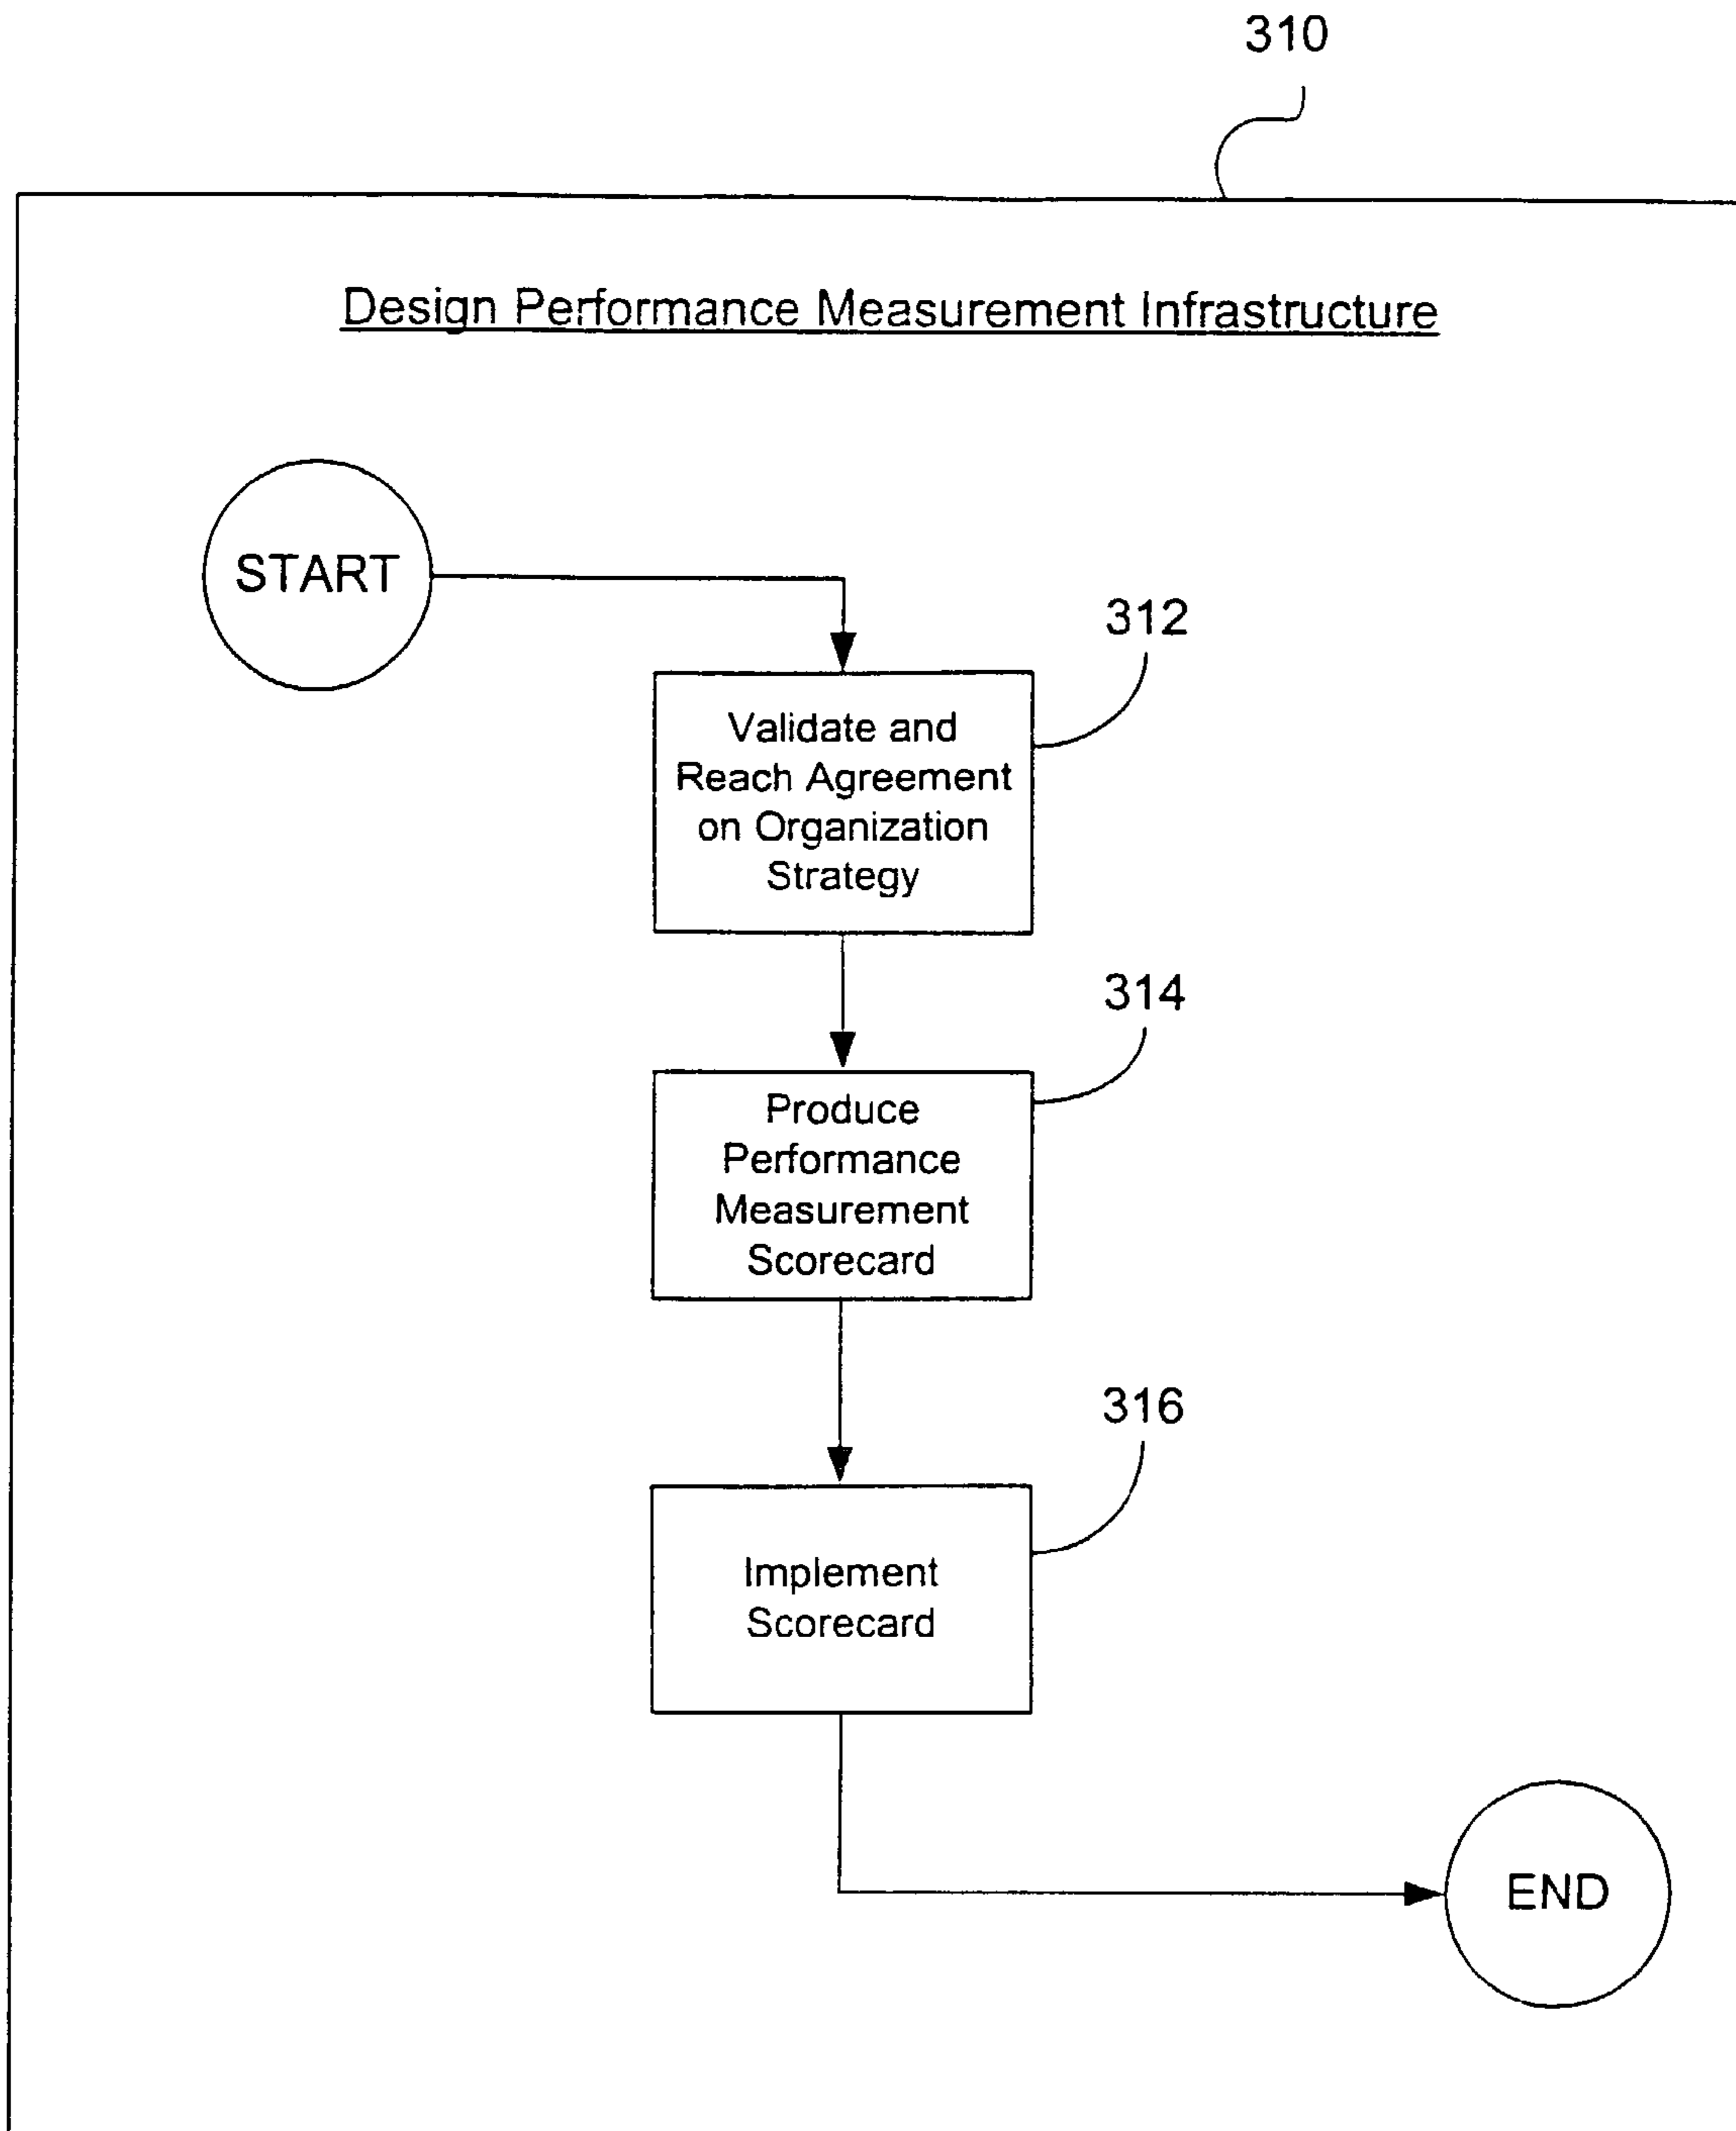 310
Design Performance Measurement Infrastructure
START
312
Validate and
Reach Agreement
on Organization
Strategy
314
Produce
Performance
Measurement
Scorecard
316
Implement
Scorecard
END